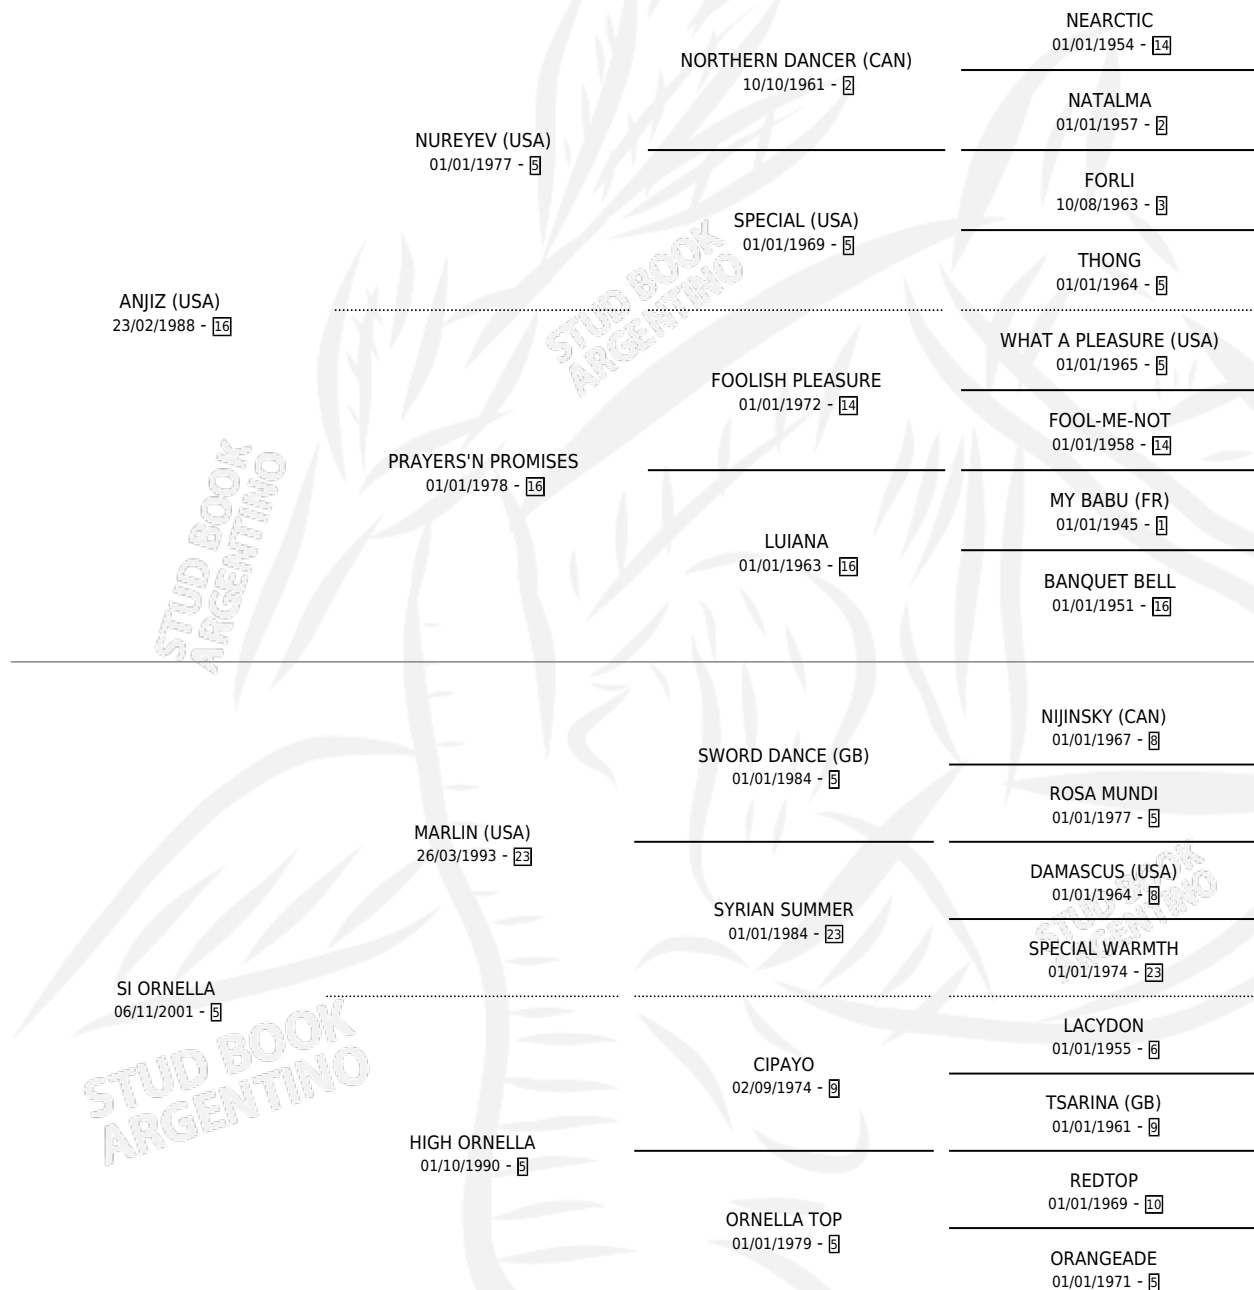 NEARCTIC
01/01/1954 - 14
NORTHERN DANCER (CAN)
10/10/1961 - 2
NATALMA
01/01/1957 - 2
NUREYEV (USA)
01/01/1977 - 5
FORLI
10/08/1963 - 3
SPECIAL (USA)
01/01/1969 - 5
THONG
01/01/1964 - 5
ANJIZ (USA)
23/02/1988 - 16
STUD BOOK
ARGENTINO
WHAT A PLEASURE (USA)
01/01/1965 - 5
FOOLISH PLEASURE
01/01/1972 - 14
FOOL-ME-NOT
01/01/1958 - 14
PRAYERS'N PROMISES
01/01/1978 - 16
MY BABU (FR)
01/01/1945 - 1
LUIANA
01/01/1963 - 16
BANQUET BELL
01/01/1951 - 16
STUD BOOK
ARGENTINO
NIJINSKY (CAN)
01/01/1967 - 8
SWORD DANCE (GB)
01/01/1984 - 5
ROSA MUNDI
01/01/1977 - 5
MARLIN (USA)
26/03/1993 - 23
DAMASCUS (USA)
01/01/1964 - 8
SYRIAN SUMMER
01/01/1984 - 23
SPECIAL WARMTH
01/01/1974 - 23
STUD BOOK
ARGENTINO
SI ORNELLA
06/11/2001 - 5
LACYDON
01/01/1955 - 6
CIPAYO
02/09/1974 - 9
TSARINA (GB)
01/01/1961 - 9
STUD BOOK
ARGENTINO
HIGH ORNELLA
01/10/1990 - 5
REDTOP
01/01/1969 - 10
ORNELLA TOP
01/01/1979 - 5
ORANGEADE
01/01/1971 - 5